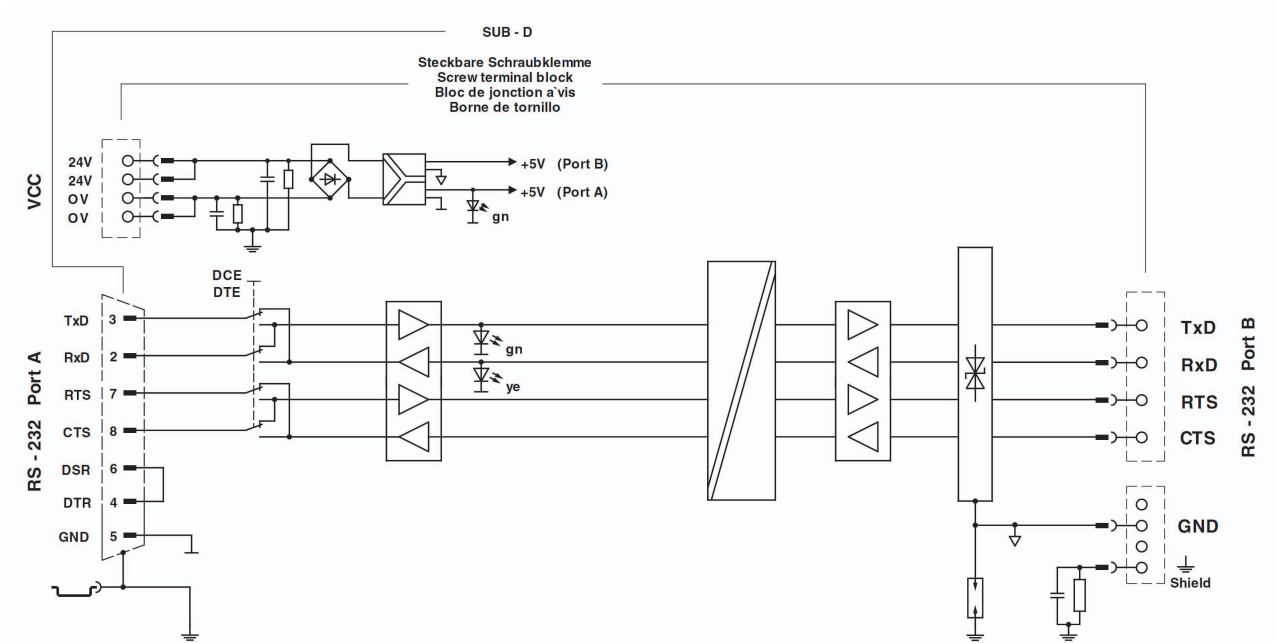 SUB - D
Steckbare Schraubklemme
Screw terminal block
Bloc de jonction a`vis
Borne de tornillo
VCC
24V
24V
0V
0V
+5V (Port B)
+5V (Port A)
gn
DCE
DTE
RS - 232 Port A
TxD 3
RxD 2
RTS 7
CTS 8
DSR 6
DTR 4
GND 5
gn
ye
TxD
RxD
RTS
CTS
RS - 232 Port B
GND
Shield